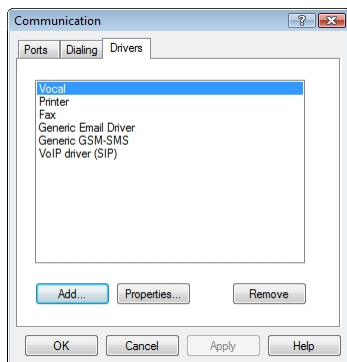 Communication
Ports Dialing Drivers
Vocal
Printer
Fax
Generic Email Driver
Generic GSM-SMS
VoIP driver (SIP)
Add... Properties... Remove
OK Cancel Apply Help